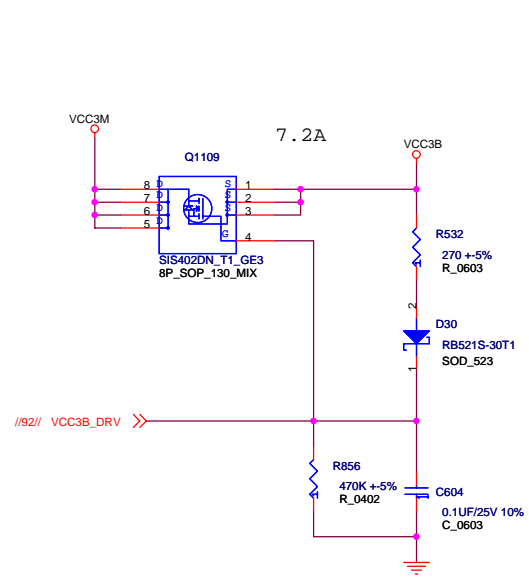 VCC3M
7.2A
VCC3B
Q1109
8 D S 1
7 D S 2
6 D S 3
5 D
G 4
SIS402DN_T1_GE3
8P_SOP_130_MIX
R532
270 +-5%
R_0603
2
D30
RB521S-30T1
SOD_523
1
//92// VCC3B_DRV
R856
470K +-5%
R_0402
C604
0.1UF/25V 10%
C_0603